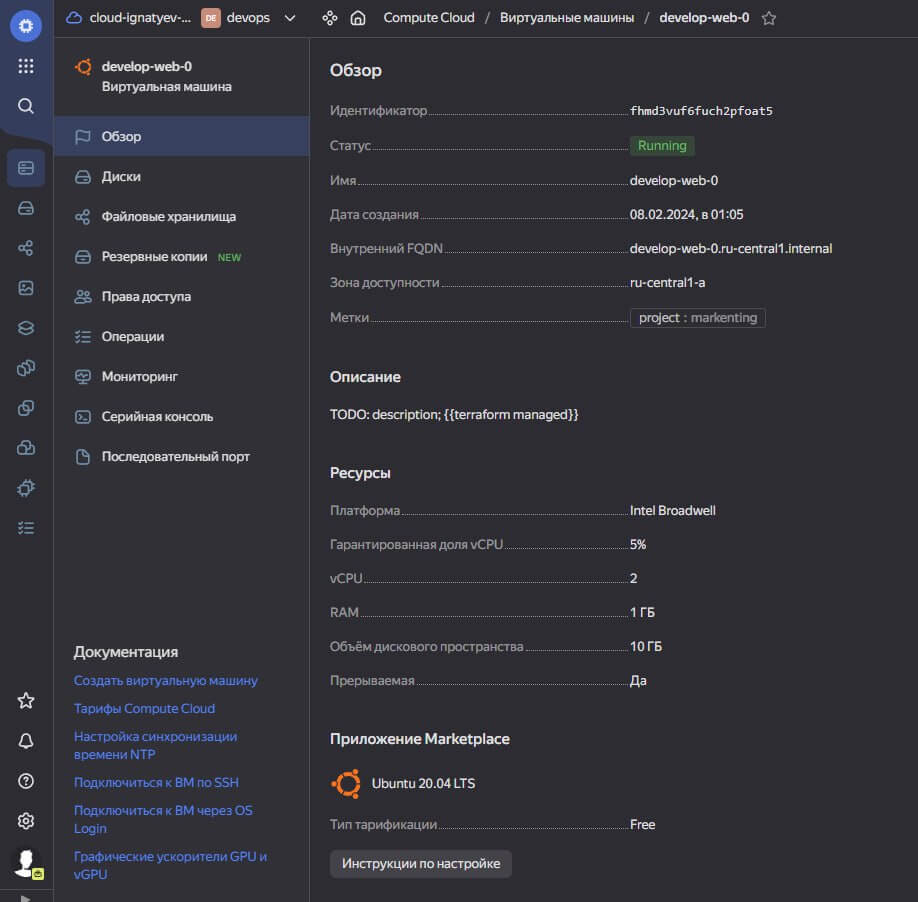 cloud-ignatyev-... DE devops Compute Cloud / Виртуальные машины / develop-web-0
develop-web-0
Виртуальная машина
Обзор
Диски
Файловые хранилища
Резервные копии NEW
Права доступа
Операции
Мониторинг
Серийная консоль
Последовательный порт
Документация
Создать виртуальную машину
Тарифы Compute Cloud
Настройка синхронизации
времени NTP
Подключиться к ВМ по SSH
Подключиться к ВМ через OS
Login
Графические ускорители GPU и
vGPU
Обзор
Идентификатор fhmd3vuf6fuch2pfoat5
Статус Running
Имя develop-web-0
Дата создания 08.02.2024, в 01:05
Внутренний FQDN develop-web-0.ru-central1.internal
Зона доступности ru-central1-a
Метки project : markenting
Описание
TODO: description; {{terraform managed}}
Ресурсы
Платформа Intel Broadwell
Гарантированная доля vCPU 5%
vCPU 2
RAM 1 ГБ
Объём дискового пространства 10 ГБ
Прерываемая Да
Приложение Marketplace
Ubuntu 20.04 LTS
Тип тарификации Free
Инструкции по настройке